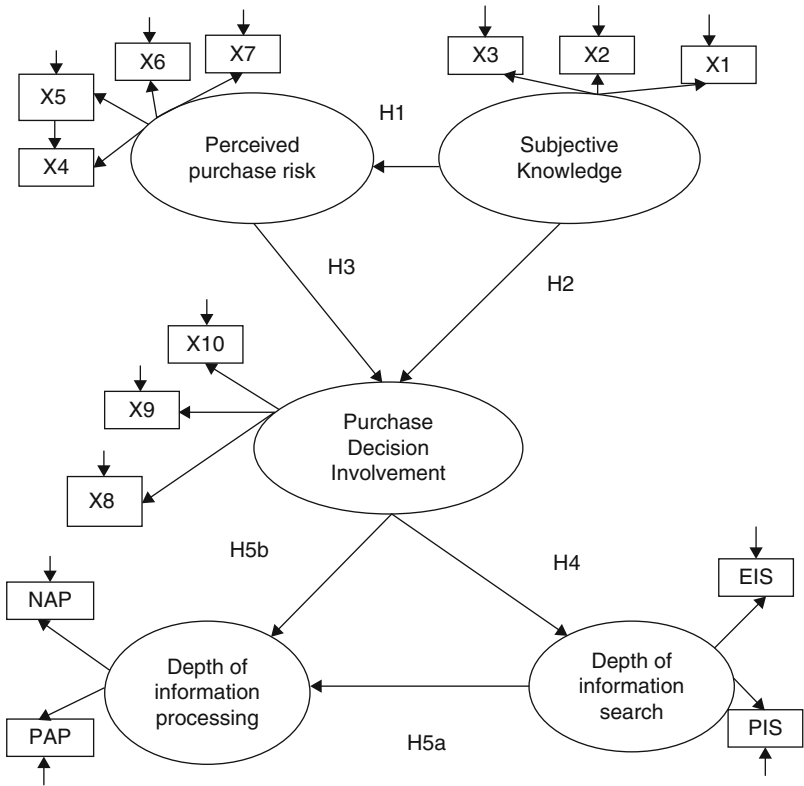 X7
X6
X5
X4
X3
X2
X1
H1
Perceived
purchase risk
Subjective
Knowledge
H3
H2
X10
X9
X8
Purchase
Decision
Involvement
H5b
H4
EIS
NAP
Depth of
information
processing
Depth of
information
search
PAP
PIS
H5a